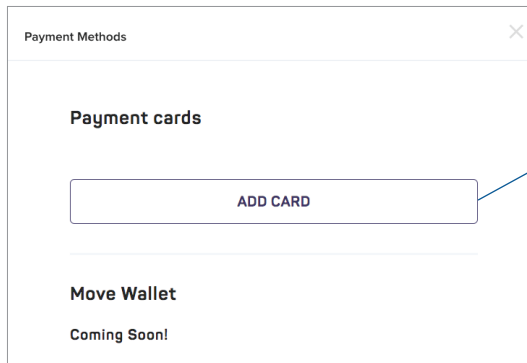 Payment Methods
Payment cards
ADD CARD
Move Wallet
Coming Soon!